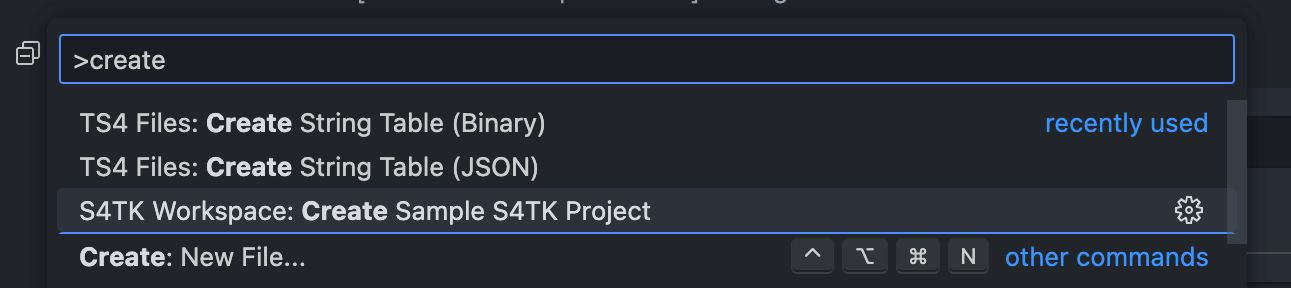 >create
TS4 Files: Create String Table (Binary) recently used
TS4 Files: Create String Table (JSON)
S4TK Workspace: Create Sample S4TK Project
Create: New File... ^ ⌥ ⌘ N other commands